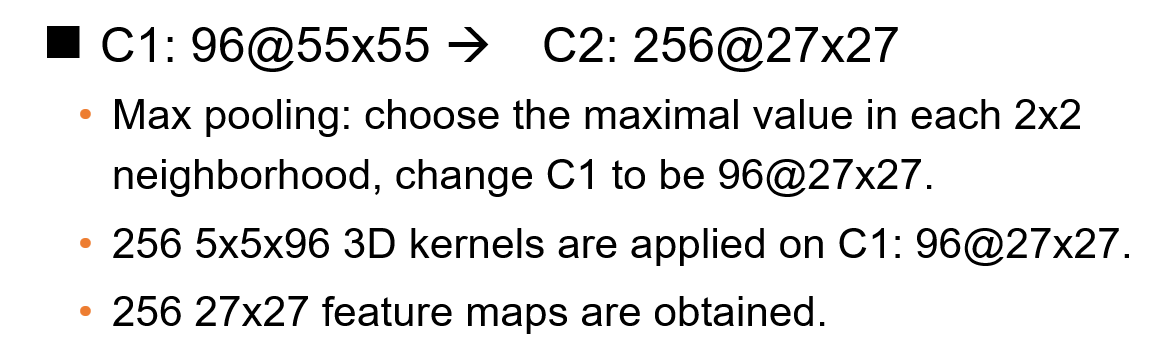 ■ C1: 96@55x55 → C2: 256@27x27
• Max pooling: choose the maximal value in each 2x2
neighborhood, change C1 to be 96@27x27.
• 256 5x5x96 3D kernels are applied on C1: 96@27x27.
• 256 27x27 feature maps are obtained.